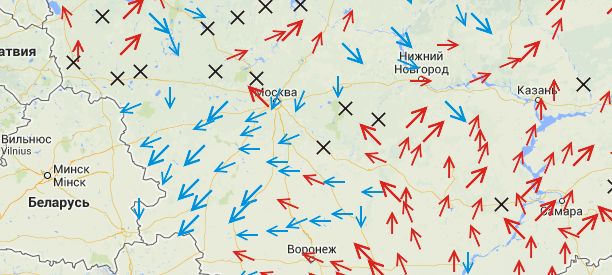 атвия
Москва
Нижний
Новгород
Казань
Вильнюс
Vilnius
Минск
Мінск
Беларусь
Самара
Воронеж